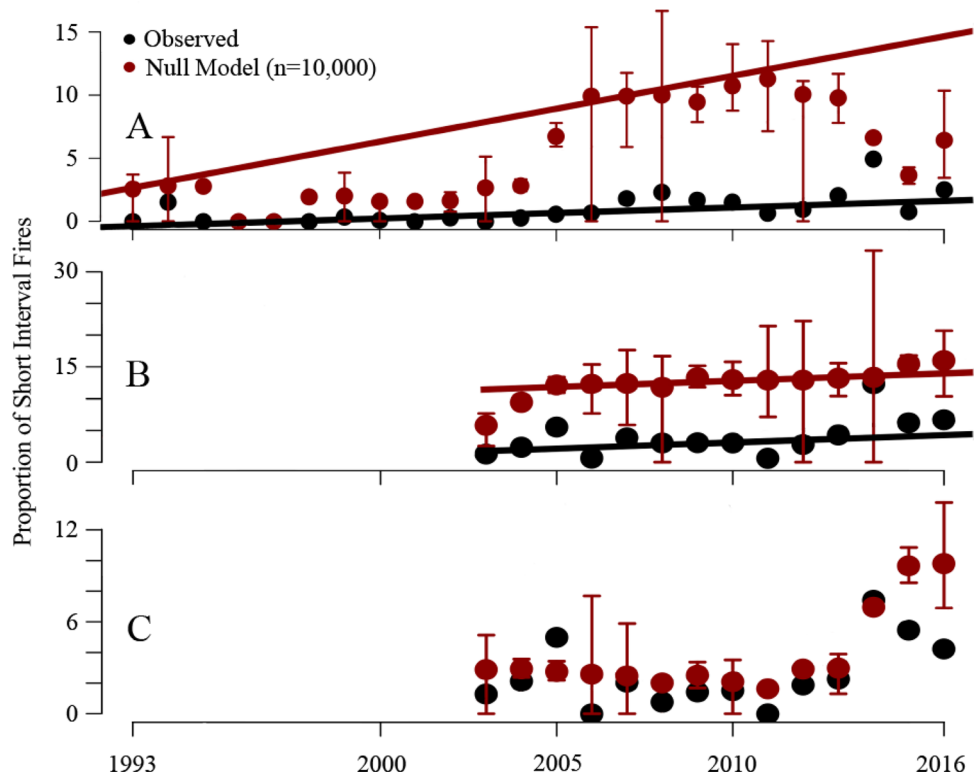 15
10
5
0
Observed
Null Model (n=10,000)
A
Proportion of Short Interval Fires
30
15
0
B
12
6
0
C
1993 2000 2005 2010 2016